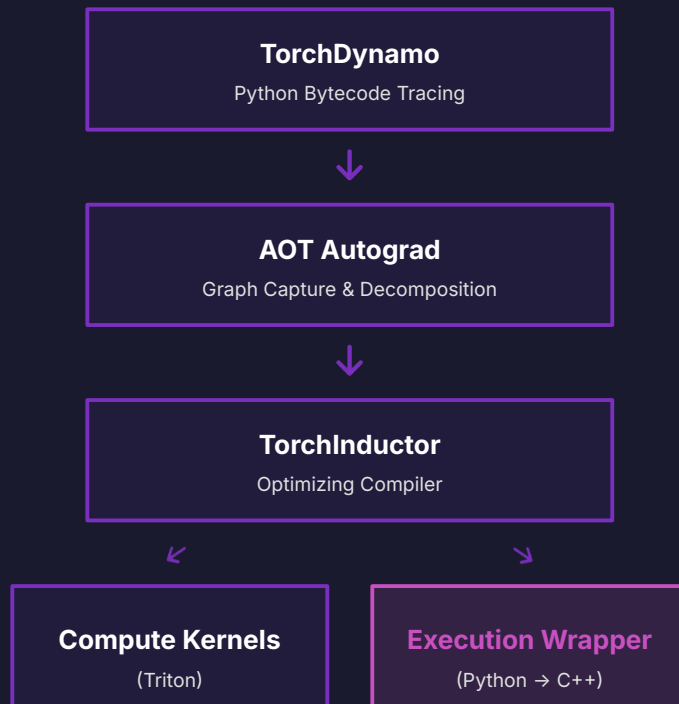 TorchDynamo
Python Bytecode Tracing
AOT Autograd
Graph Capture & Decomposition
TorchInductor
Optimizing Compiler
Compute Kernels
(Triton)
Execution Wrapper
(Python → C++)